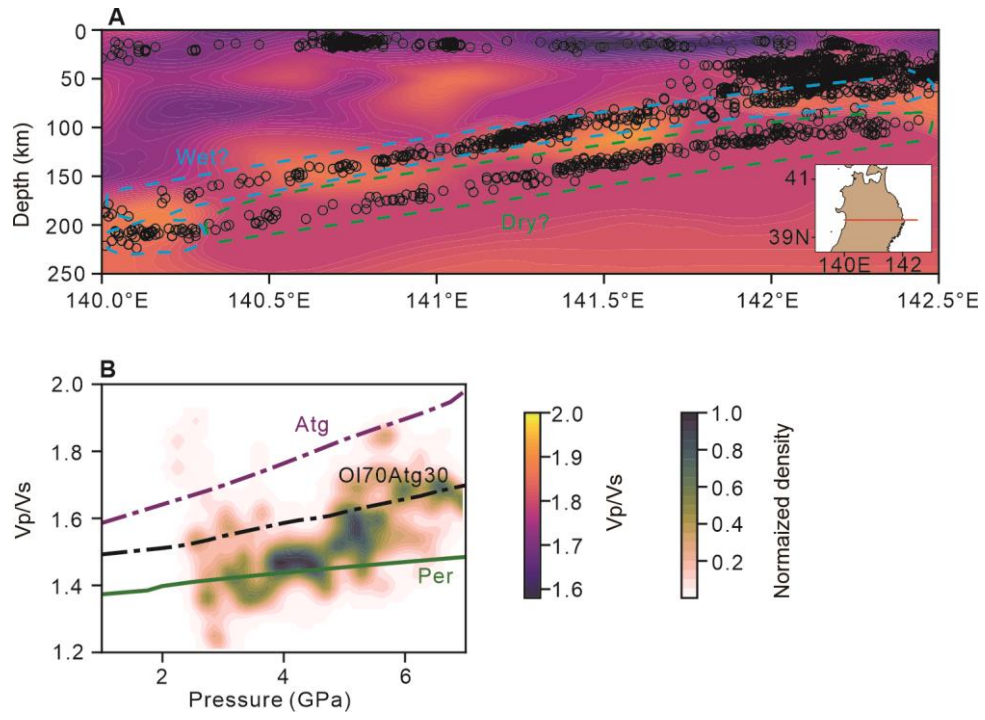 A
0
50
100
150
200
250
Depth (km)
Wet?
Dry?
41
39N
140E 142
140.0°E 140.5°E 141°E 141.5°E 142°E 142.5°E
B
2.0
1.8
1.6
1.4
1.2
Vp/Vs
Atg
Ol70Atg30
Per
2 4 6
Pressure (GPa)
2.0
1.9
1.8
1.7
1.6
Vp/Vs
1.0
0.8
0.6
0.4
0.2
Normaized density